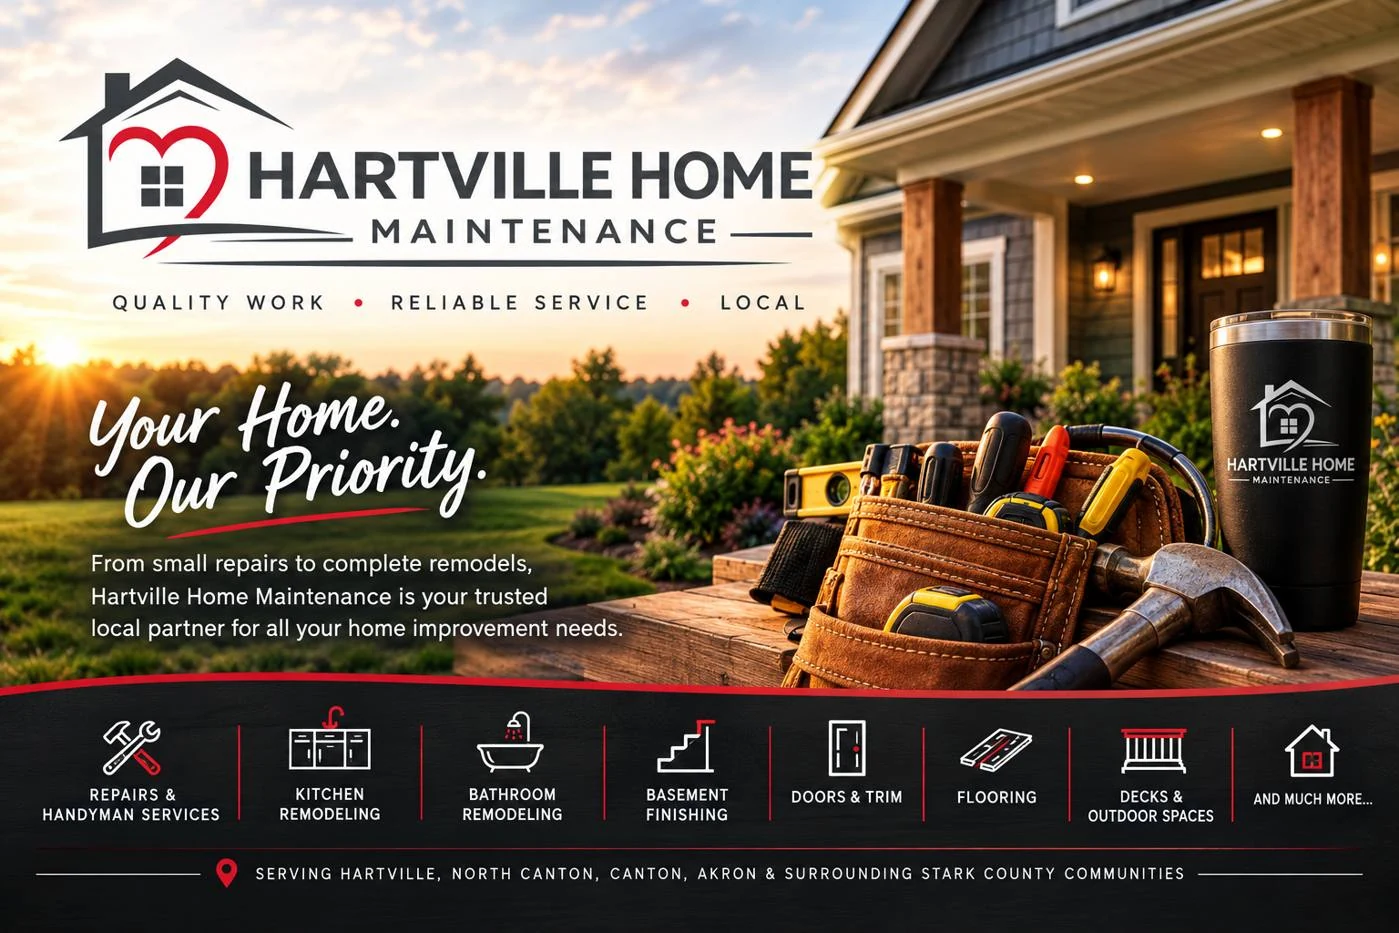 HARTVILLE HOME
MAINTENANCE
QUALITY WORK • RELIABLE SERVICE • LOCAL
Your Home.
Our Priority.
From small repairs to complete remodels,
Hartville Home Maintenance is your trusted
local partner for all your home improvement needs.
HARTVILLE HOME
MAINTENANCE
REPAIRS &
HANDYMAN SERVICES
KITCHEN
REMODELING
BATHROOM
REMODELING
BASEMENT
FINISHING
DOORS & TRIM
FLOORING
DECKS &
OUTDOOR SPACES
AND MUCH MORE...
SERVING HARTVILLE, NORTH CANTON, CANTON, AKRON & SURROUNDING STARK COUNTY COMMUNITIES